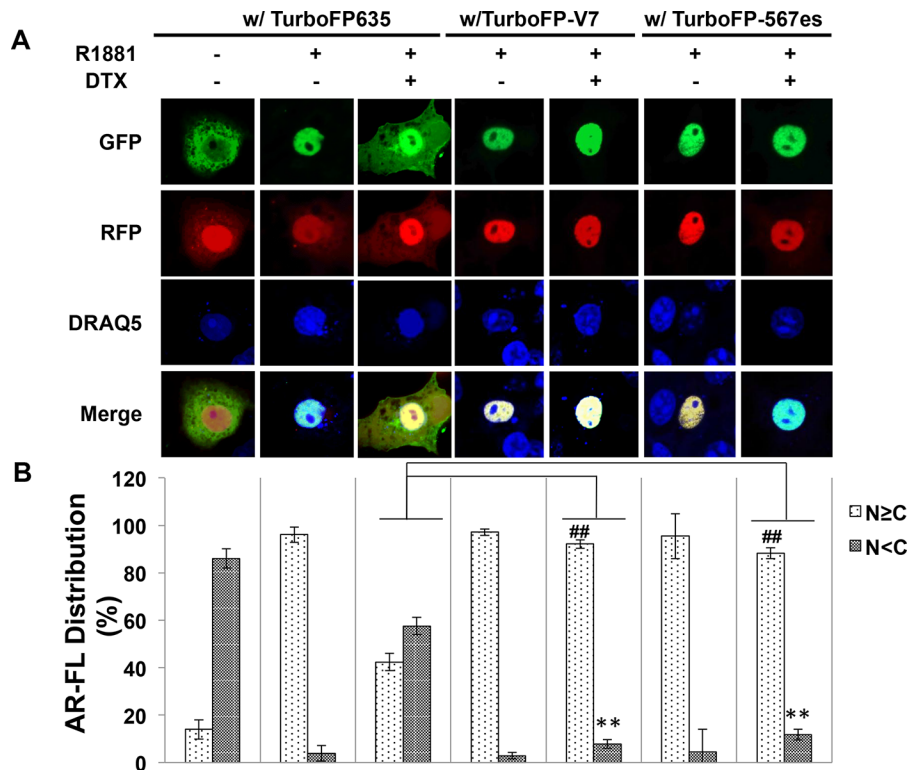 w/ TurboFP635 w/TurboFP-V7 w/ TurboFP-567es
A
R1881 - + + + + + +
DTX - - + - + - +
GFP
RFP
DRAQ5
Merge
B
AR-FL Distribution (%)
120
100
80
60
40
20
0
## ##
** **
N≥C
N<C